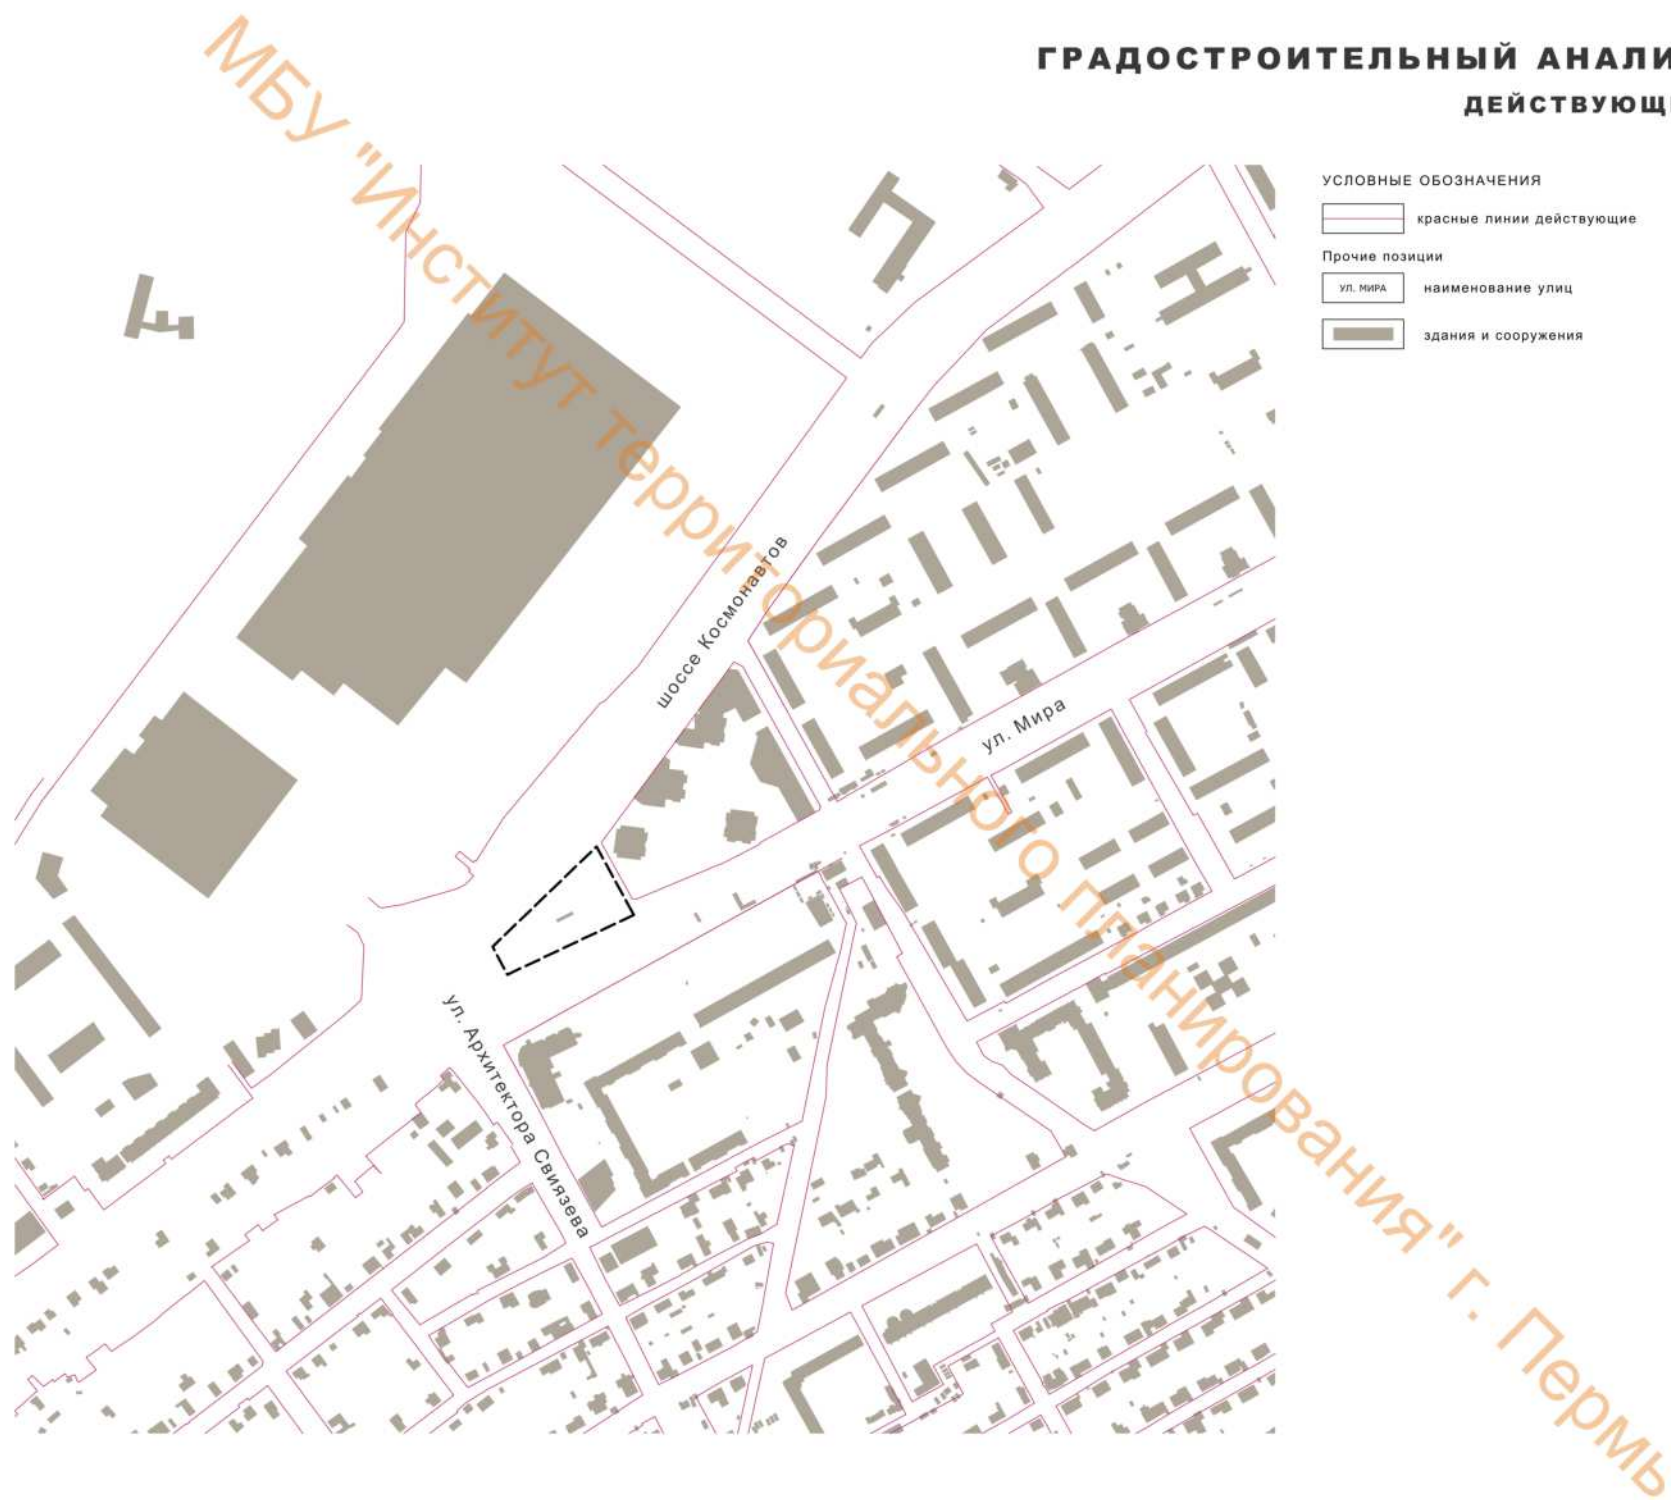 ГРАДОСТРОИТЕЛЬНЫЙ АНАЛИ
ДЕЙСТВУЮЩ
УСЛОВНЫЕ ОБОЗНАЧЕНИЯ
красные линии действующие
Прочие позиции
УЛ. МИРА
наименование улиц
здания и сооружения
шоссе Космонавтов
ул. Мира
ул. Архитектора Свиязева
МБУ "Институт территориального планирования" г. Пермь